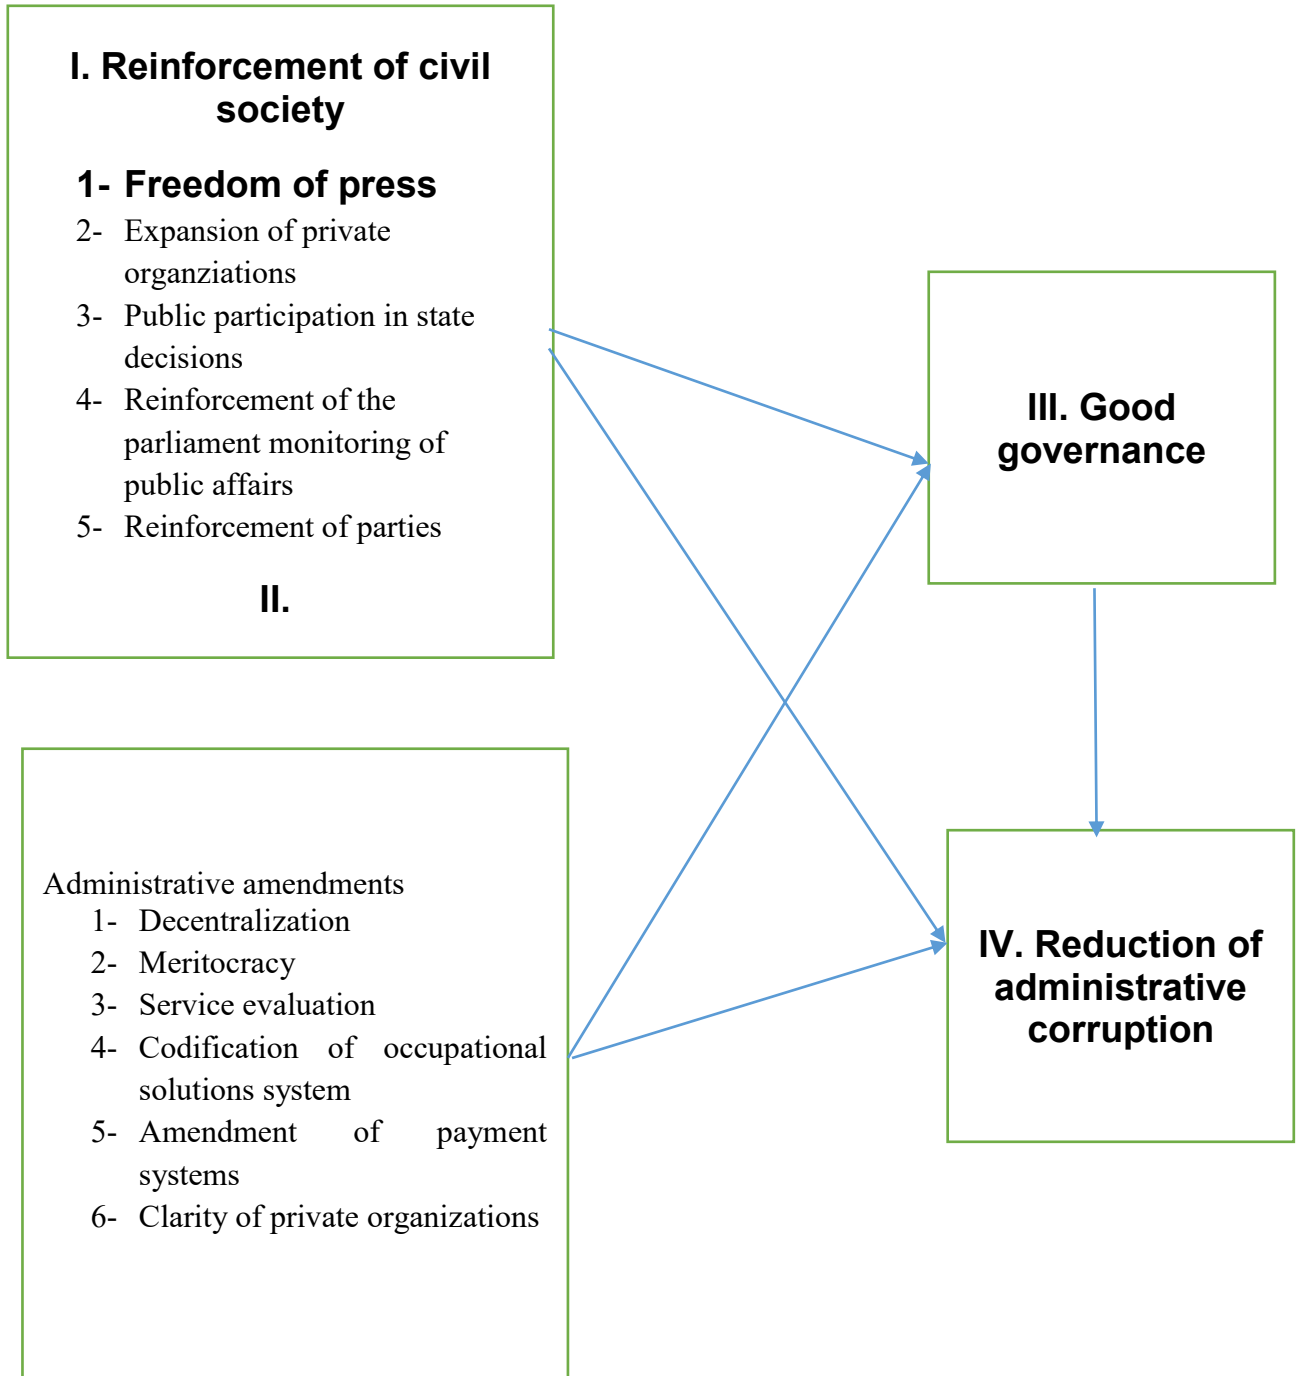 I. Reinforcement of civil
society
1- Freedom of press
2- Expansion of private
organziations
3- Public participation in state
decisions
4- Reinforcement of the
parliament monitoring of
public affairs
5- Reinforcement of parties
II.
III. Good
governance
Administrative amendments
1- Decentralization
2- Meritocracy
3- Service evaluation
4- Codification of occupational
solutions system
5- Amendment of payment
systems
6- Clarity of private organizations
IV. Reduction of
administrative
corruption